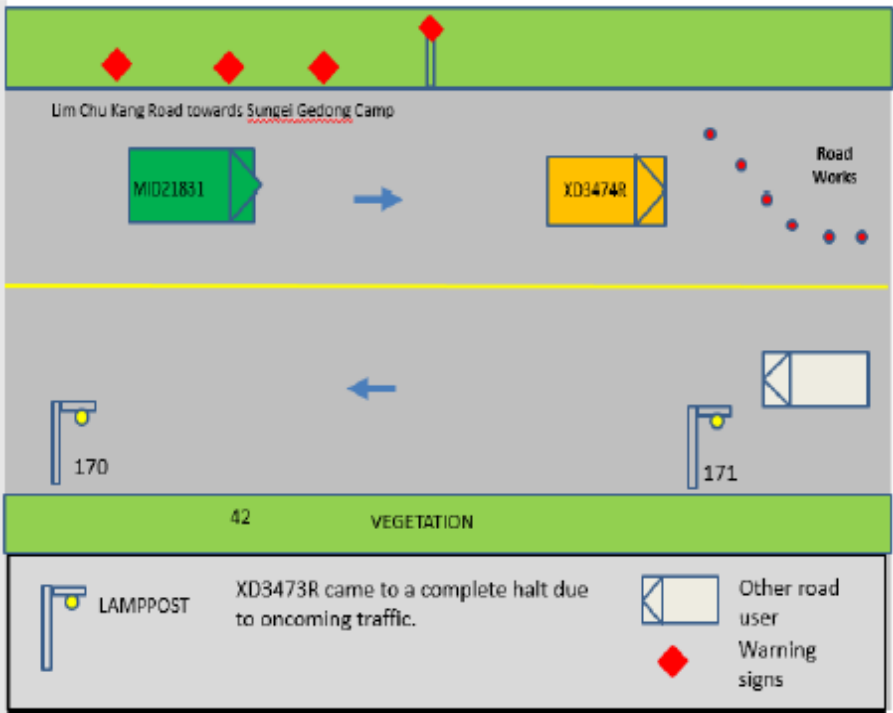 Lim Chu Kang Road towards Sungei Gedong Camp
MID21831
XD3474R
Road
Works
170
171
42
VEGETATION
LAMPPOST
XD3473R came to a complete halt due
to oncoming traffic.
Other road
user
Warning
signs